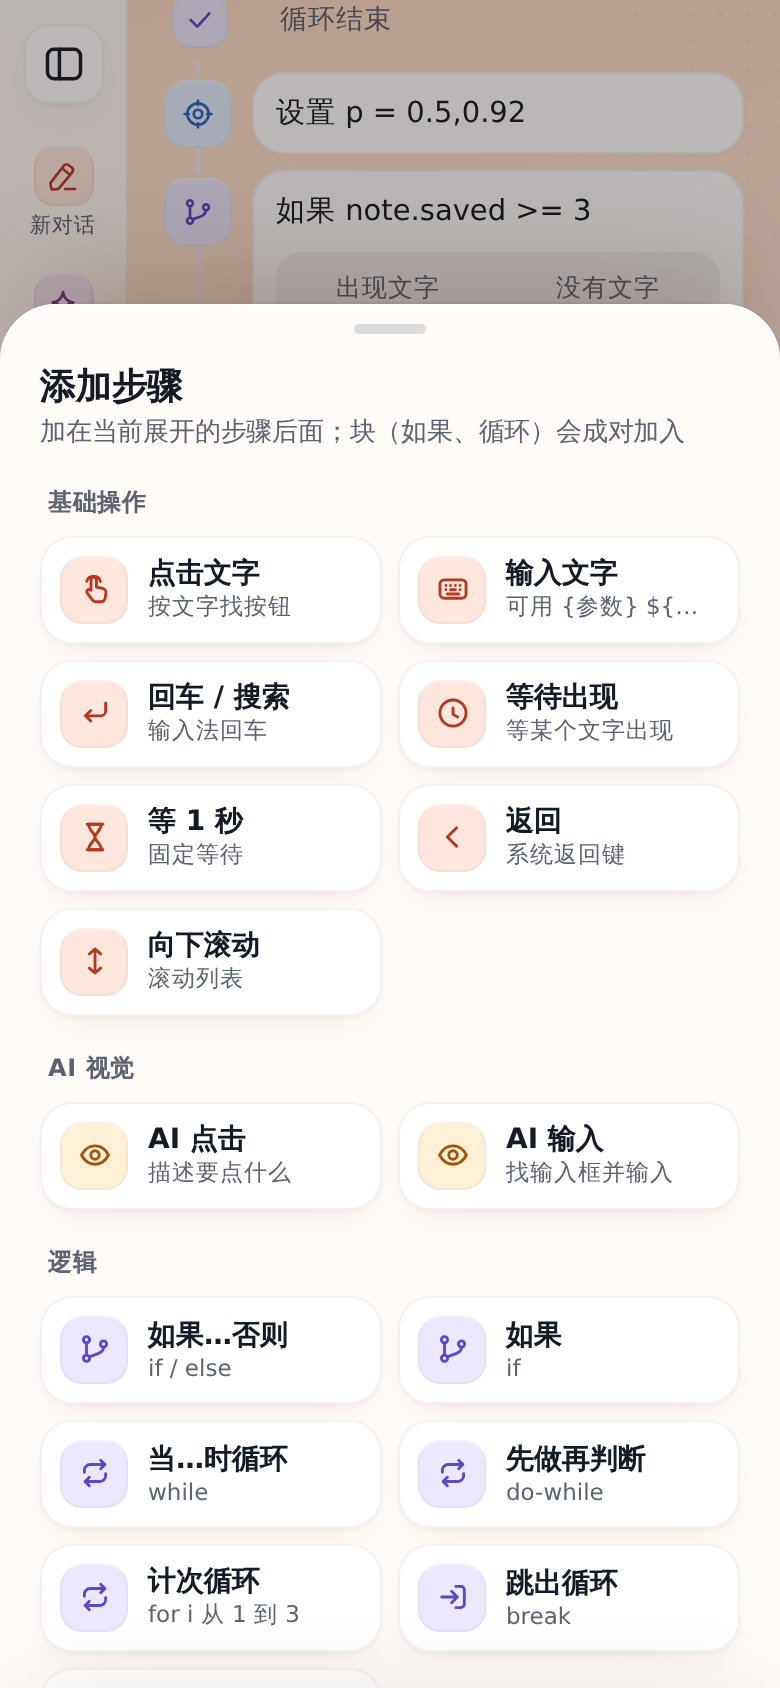 循环结束
设置 p = 0.5,0.92
新对话
如果 note.saved >= 3
出现文字
没有文字
添加步骤
加在当前展开的步骤后面；块（如果、循环）会成对加入
基础操作
点击文字
按文字找按钮
输入文字
可用 {参数} ${...
回车 / 搜索
输入法回车
等待出现
等某个文字出现
等 1 秒
固定等待
返回
系统返回键
向下滚动
滚动列表
AI 视觉
AI 点击
描述要点什么
AI 输入
找输入框并输入
逻辑
如果…否则
if / else
如果
if
当…时循环
while
先做再判断
do-while
计次循环
for i 从 1 到 3
跳出循环
break